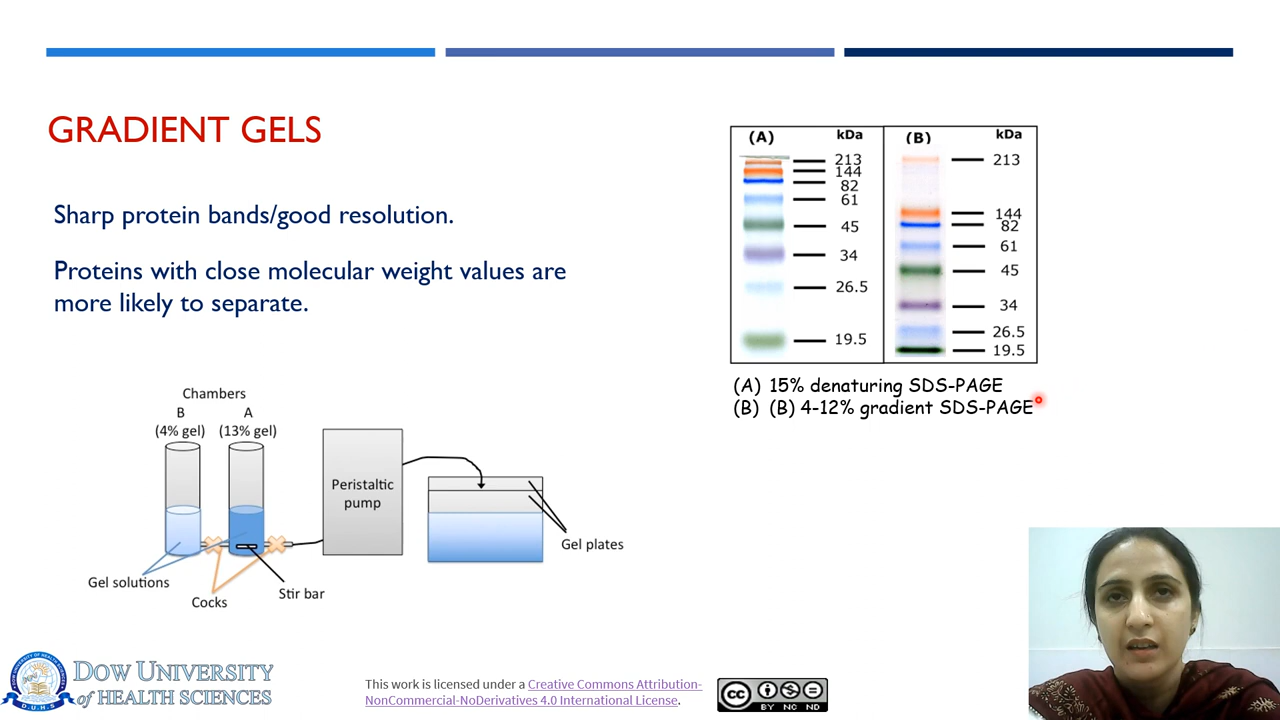 GRADIENT GELS
Sharp protein bands/good resolution.
Proteins with close molecular weight values are
more likely to separate.
Chambers
B A
(4% gel) (13% gel)
Peristaltic
pump
Gel plates
Gel solutions
Cocks
Stir bar
(A) kDa
213
144
82
61
45
34
26.5
19.5
(B) kDa
213
144
82
61
45
34
26.5
19.5
(A) 15% denaturing SDS-PAGE
(B) (B) 4-12% gradient SDS-PAGE
D.U.H.S
DOW UNIVERSITY
of HEALTH SCIENCES
This work is licensed under a Creative Commons Attribution-
NonCommercial-NoDerivatives 4.0 International License.
cc
BY NC ND